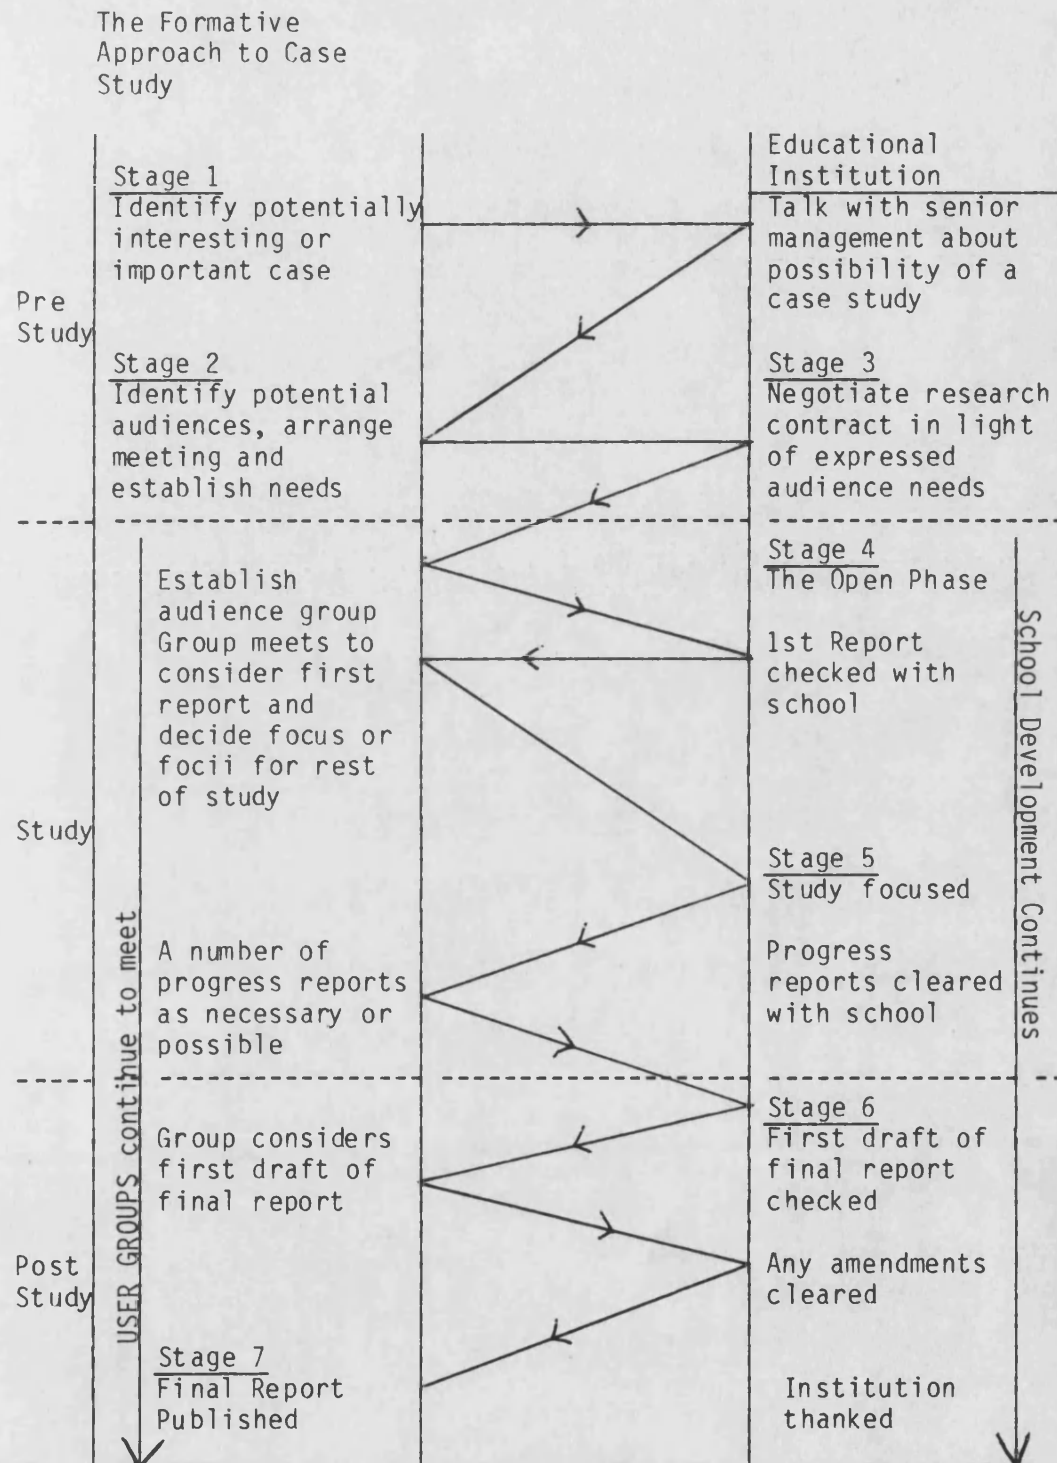 The Formative
Approach to Case
Study
Educational
Institution
Stage 1
Identify potentially
interesting or
important case
Talk with senior
management about
possibility of a
case study
Pre
Study
Stage 2
Identify potential
audiences, arrange
meeting and
establish needs
Stage 3
Negotiate research
contract in light
of expressed
audience needs
Stage 4
The Open Phase
Establish
audience group
Group meets to
consider first
report and
decide focus or
focii for rest
of study
1st Report
checked with
school
Study
Stage 5
Study focused
A number of
progress reports
as necessary or
possible
Progress
reports cleared
with school
USER GROUPS continue to meet
School Development Continues
Stage 6
First draft of
final report
checked
Group considers
first draft of
final report
Post
Study
Any amendments
cleared
Stage 7
Final Report
Published
Institution
thanked